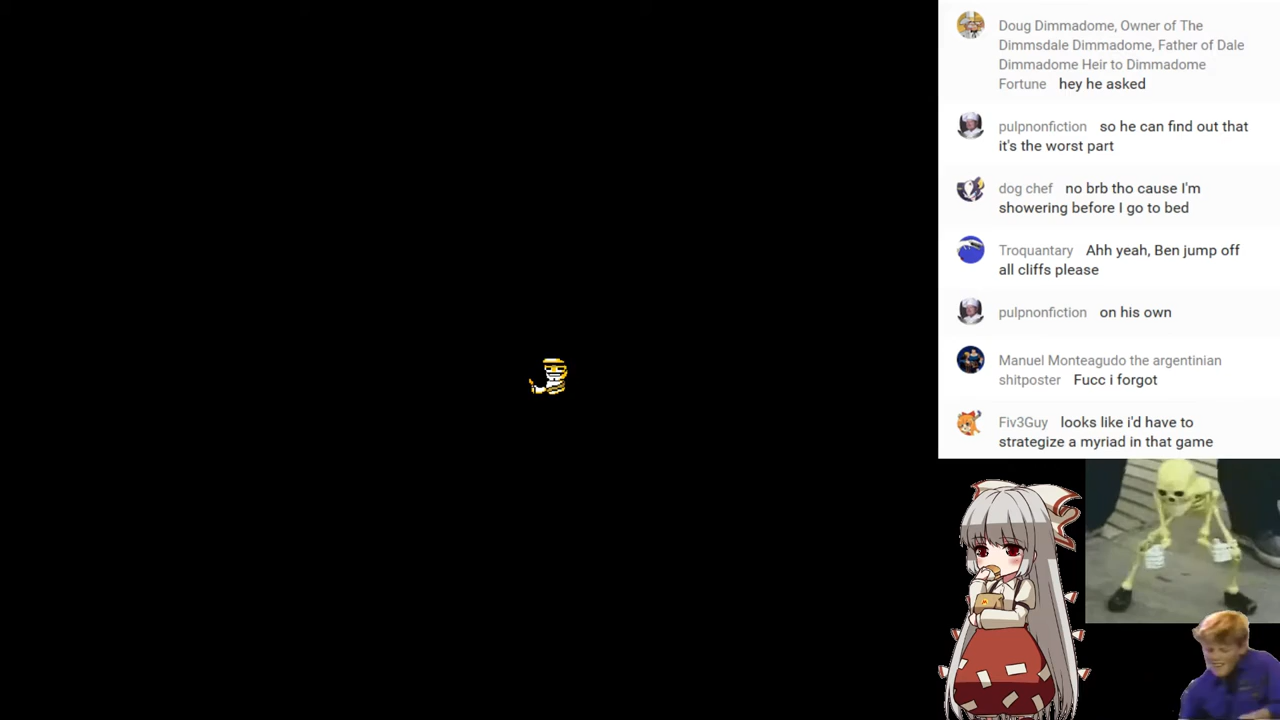 Doug Dimmadome, Owner of The
Dimmsdale Dimmadome, Father of Dale
Dimmadome Heir to Dimmadome
Fortune hey he asked
pulpnonfiction so he can find out that
it's the worst part
dog chef no brb tho cause I'm
showering before I go to bed
Troquantary Ahh yeah, Ben jump off
all cliffs please
pulpnonfiction on his own
Manuel Monteagudo the argentinian
shitposter Fucc i forgot
Fiv3Guy looks like i'd have to
strategize a myriad in that game